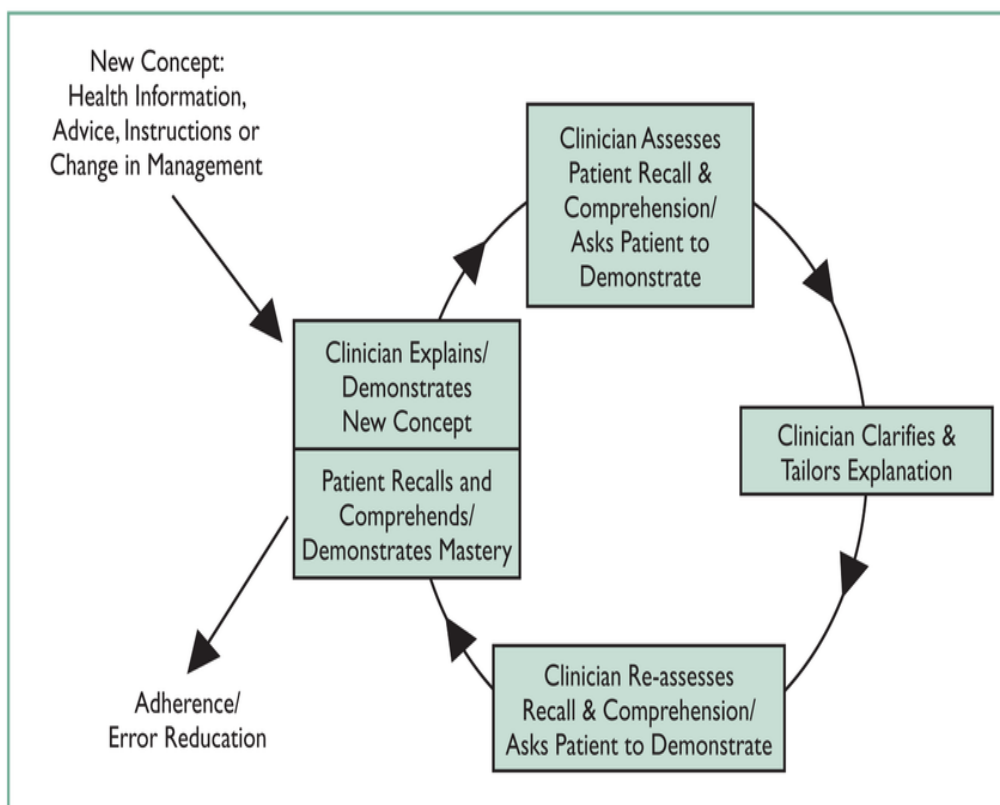 New Concept:
Health Information,
Advice, Instructions or
Change in Management
Clinician Explains/
Demonstrates
New Concept
Patient Recalls and
Comprehends/
Demonstrates Mastery
Clinician Assesses
Patient Recall &
Comprehension/
Asks Patient to
Demonstrate
Clinician Clarifies &
Tailors Explanation
Clinician Re-assesses
Recall & Comprehension/
Asks Patient to Demonstrate
Adherence/
Error Reducation